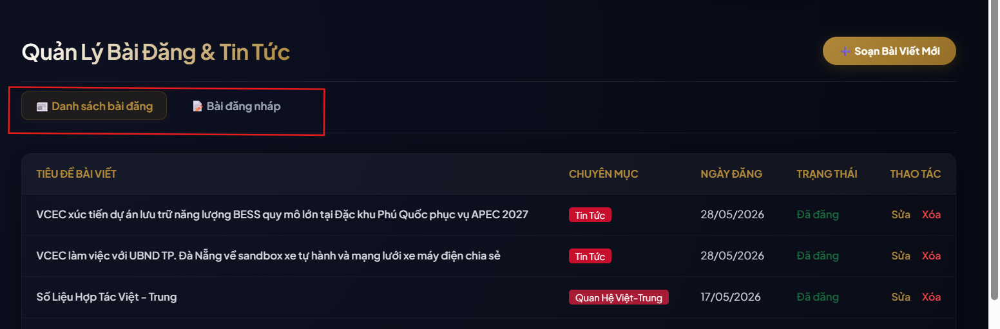 Quản Lý Bài Đăng & Tin Tức
Soạn Bài Viết Mới
Danh sách bài đăng Bài đăng nháp
TIÊU ĐỀ BÀI VIẾT CHUYÊN MỤC NGÀY ĐĂNG TRẠNG THÁI THAO TÁC
VCEC xúc tiến dự án lưu trữ năng lượng BESS quy mô lớn tại Đặc khu Phú Quốc phục vụ APEC 2027 Tin Tức 28/05/2026 Đã đăng Sửa Xóa
VCEC làm việc với UBND TP. Đà Nẵng về sandbox xe tự hành và mạng lưới xe máy điện chia sẻ Tin Tức 28/05/2026 Đã đăng Sửa Xóa
Số Liệu Hợp Tác Việt - Trung Quan Hệ Việt-Trung 17/05/2026 Đã đăng Sửa Xóa